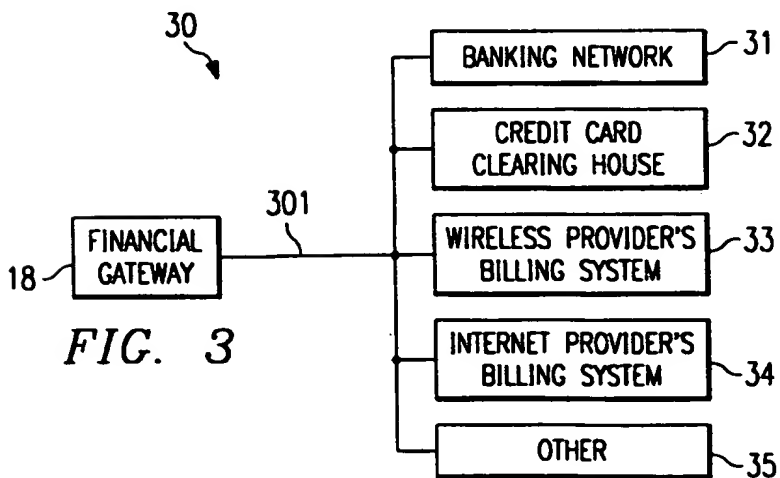 30
BANKING NETWORK
31
CREDIT CARD
CLEARING HOUSE
32
301
FINANCIAL
GATEWAY
18
WIRELESS PROVIDER'S
BILLING SYSTEM
33
FIG. 3
INTERNET PROVIDER'S
BILLING SYSTEM
34
OTHER
35